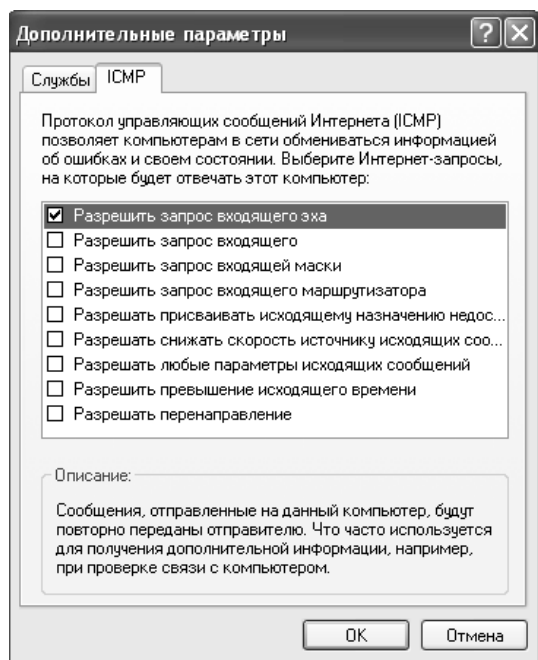 Дополнительные параметры
Службы
ICMP
Протокол управляющих сообщений Интернета (ICMP)
позволяет компьютерам в сети обмениваться информацией
об ошибках и своем состоянии. Выберите Интернет-запросы,
на которые будет отвечать этот компьютер:
Разрешить запрос входящего эха
Разрешить запрос входящего
Разрешить запрос входящей маски
Разрешить запрос входящего маршрутизатора
Разрешать присваивать исходящему назначению недос...
Разрешать снижать скорость источнику исходящих соо...
Разрешать любые параметры исходящих сообщений
Разрешить превышение исходящего времени
Разрешать перенаправление
Описание:
Сообщения, отправленные на данный компьютер, будут
повторно переданы отправителю. Что часто используется
для получения дополнительной информации, например,
при проверке связи с компьютером.
OK
Отмена